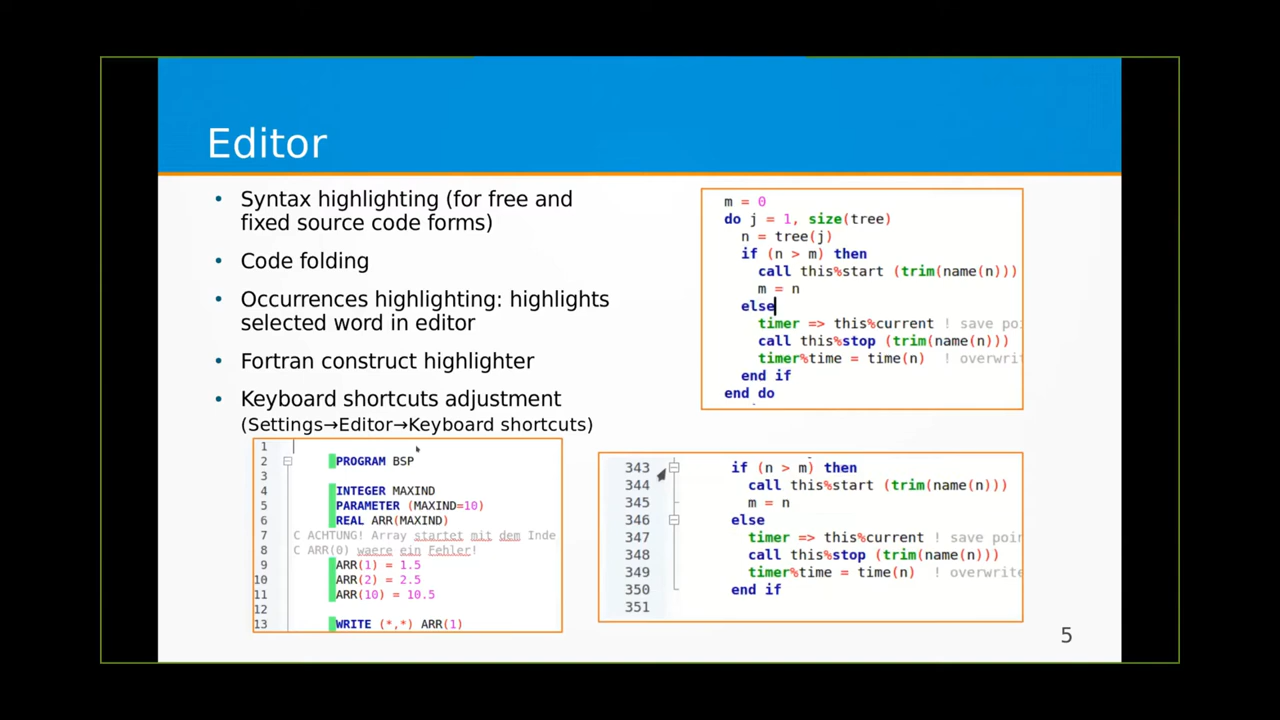 Editor
• Syntax highlighting (for free and
fixed source code forms)
• Code folding
• Occurrences highlighting: highlights
selected word in editor
• Fortran construct highlighter
• Keyboard shortcuts adjustment
(Settings→Editor→Keyboard shortcuts)
m = 0
do j = 1, size(tree)
n = tree(j)
if (n > m) then
call this%start (trim(name(n)))
m = n
else
timer => this%current ! save
call this%stop (trim(name(n)))
timer%time = time(n) !
end if
end do
1
2 PROGRAM BSP
3
4 INTEGER MAXIND
5 PARAMETER (MAXIND=10)
6 REAL ARR(MAXIND)
7 C ACHTUNG! Array startet mit dem Inde
8 C ARR(0) waere ein Fehler!
9 ARR(1) = 1.5
10 ARR(2) = 2.5
11 ARR(10) = 10.5
12
13 WRITE (*,*) ARR(1)
343 if (n > m) then
344 call this%start (trim(name(n)))
345 m = n
346 else
347 timer => this%current ! save
348 call this%stop (trim(name(n)))
349 timer%time = time(n) ! overwrite
350 end if
351
5